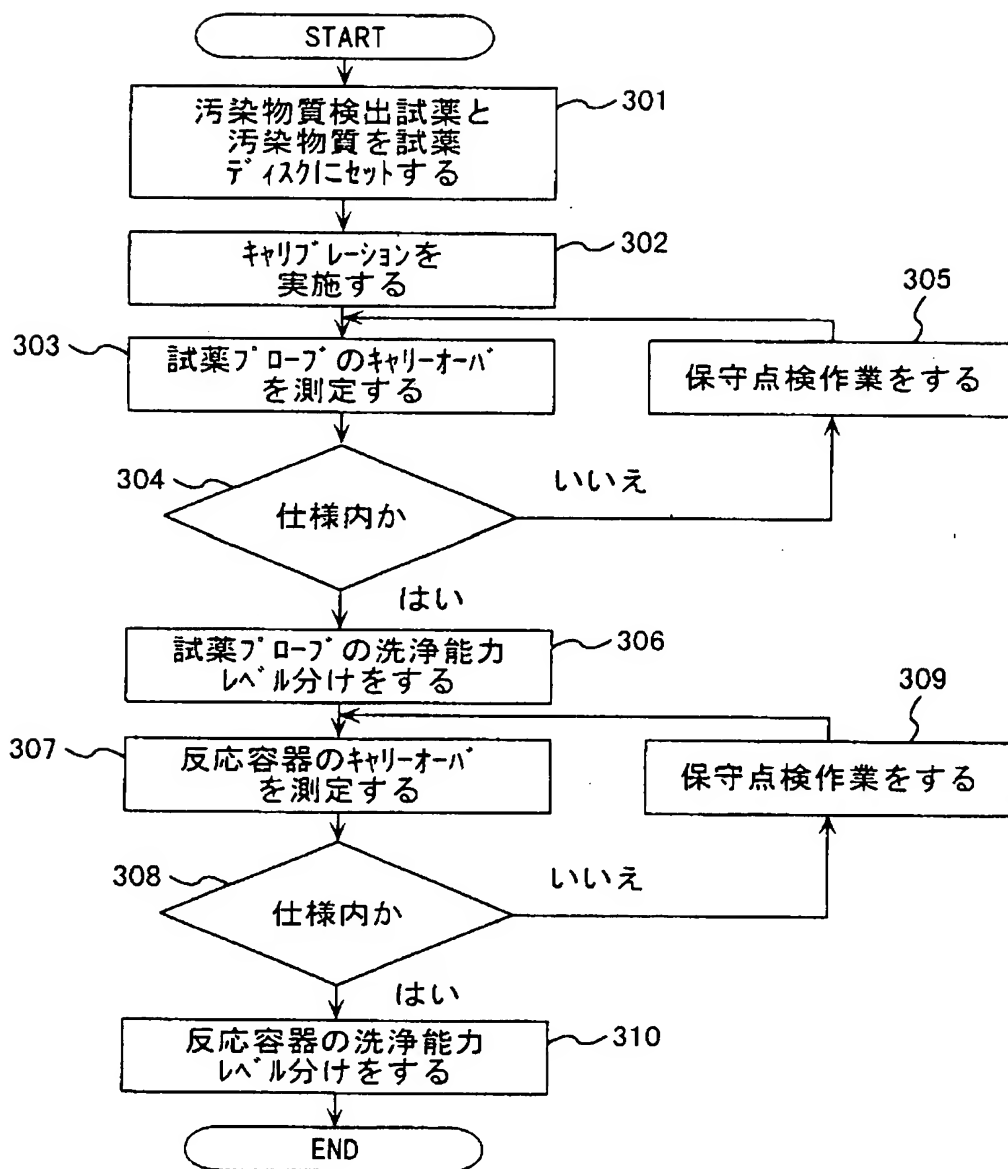 START
汚染物質検出試薬と
汚染物質を試薬
ディスクにセットする
301
キャリブレーションを
実施する
302
305
303
試薬プローブのキャリーオーバ
を測定する
保守点検作業をする
304
仕様内か
いいえ
はい
試薬プローブの洗浄能力
レベル分けをする
306
309
307
反応容器のキャリーオーバ
を測定する
保守点検作業をする
308
仕様内か
いいえ
はい
反応容器の洗浄能力
レベル分けをする
310
END